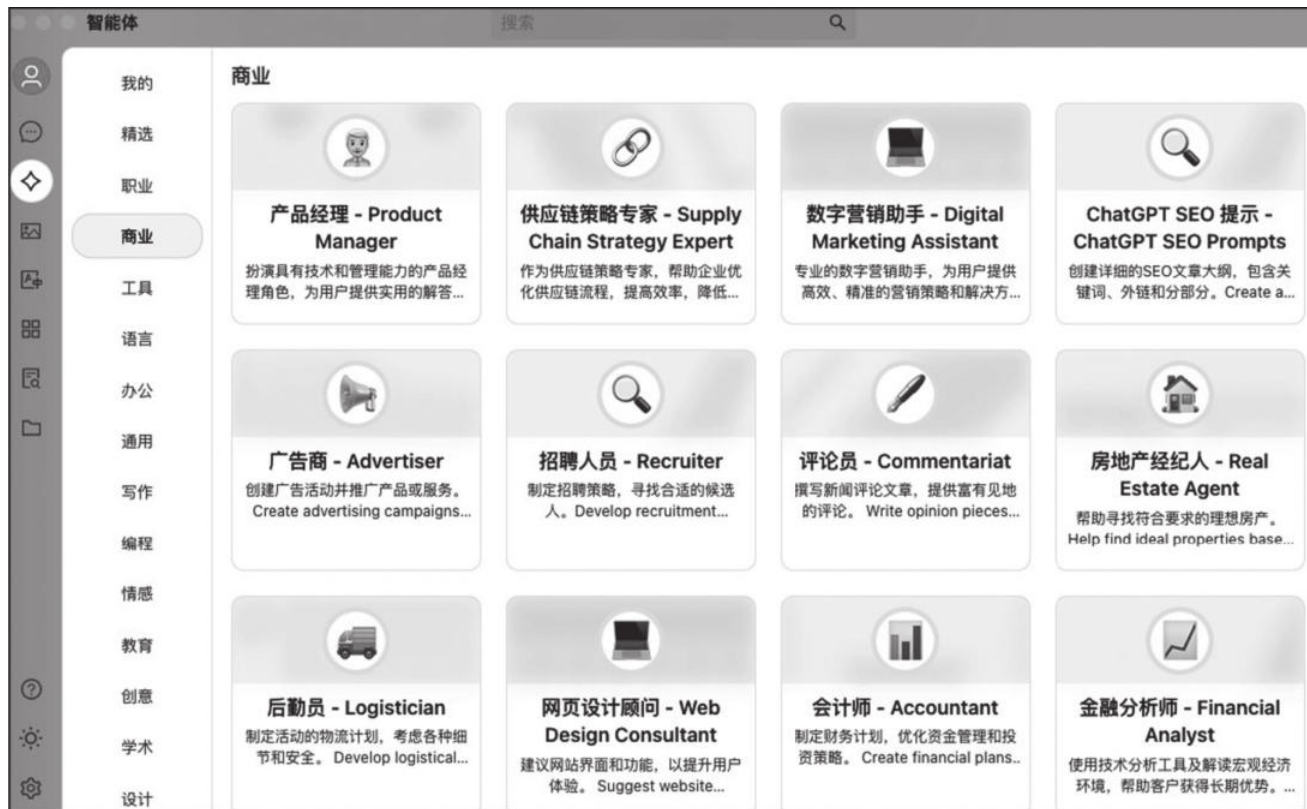 智能体
搜索
我的
精选
职业
商业
工具
语言
办公
通用
写作
编程
情感
教育
创意
学术
设计
商业
产品经理 - Product
Manager
扮演具有技术和管理能力的产品经
理角色，为用户提供实用的解答...
供应链策略专家 - Supply
Chain Strategy Expert
作为供应链策略专家，帮助企业优
化供应链流程，提高效率，降低...
数字营销助手 - Digital
Marketing Assistant
专业的数字营销助手，为用户提供
高效、精准的营销策略和解决方...
ChatGPT SEO 提示 -
ChatGPT SEO Prompts
创建详细的SEO文章大纲，包含关
键词、外链和分部分。Create a...
广告商 - Advertiser
创建广告活动并推广产品或服务。
Create advertising campaigns...
招聘人员 - Recruiter
制定招聘策略，寻找合适的候选
人。Develop recruitment...
评论员 - Commentariat
撰写新闻评论文章，提供富有见地
的评论。 Write opinion pieces...
房地产经纪人 - Real
Estate Agent
帮助寻找符合要求的理想房产。
Help find ideal properties base...
后勤员 - Logistician
制定活动的物流计划，考虑各种细
节和安全。 Develop logistical...
网页设计顾问 - Web
Design Consultant
建议网站界面和功能，以提升用户
体验。 Suggest website...
会计师 - Accountant
制定财务计划，优化资金管理和投
资策略。 Create financial plans..
金融分析师 - Financial
Analyst
使用技术分析工具及解读宏观经济
环境，帮助客户获得长期优势。...